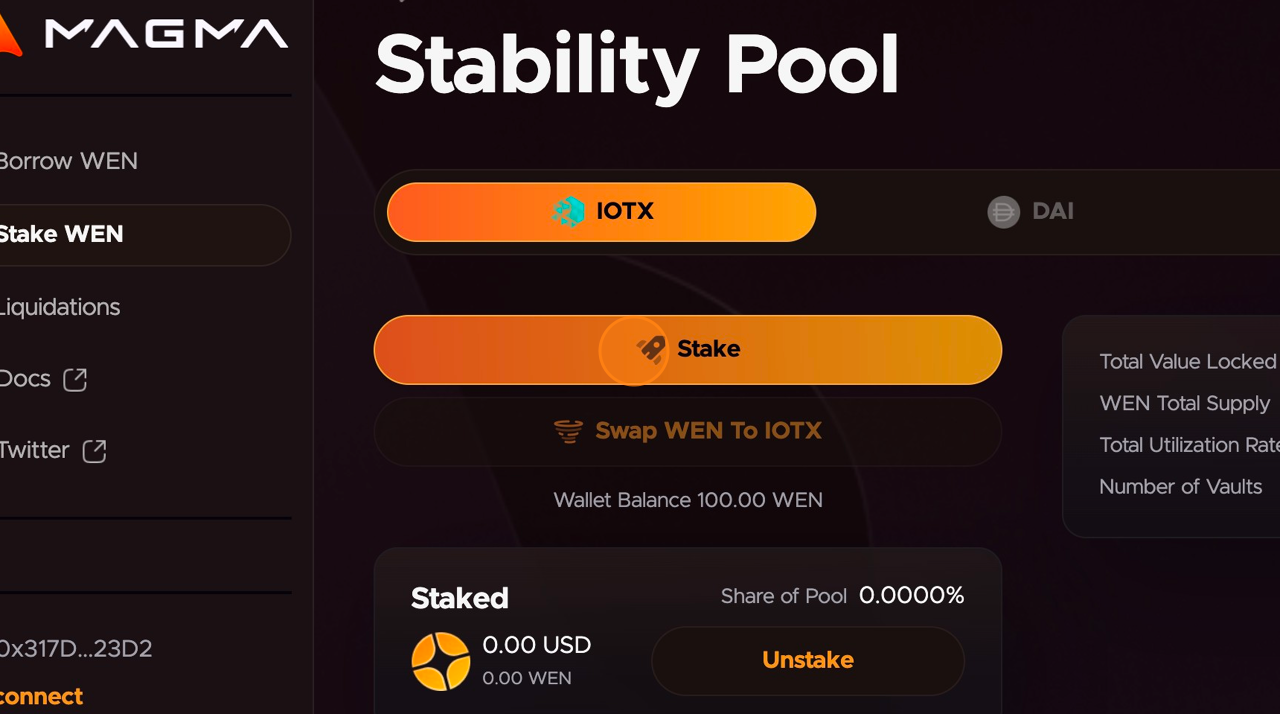 MAGMA
Borrow WEN
Stake WEN
Liquidations
Docs
Twitter
0x317D...23D2
connect
Stability Pool
IOTX
DAI
Stake
Swap WEN To IOTX
Wallet Balance 100.00 WEN
Staked
Share of Pool 0.0000%
0.00 USD
0.00 WEN
Unstake
Total Value Locked
WEN Total Supply
Total Utilization Rate
Number of Vaults